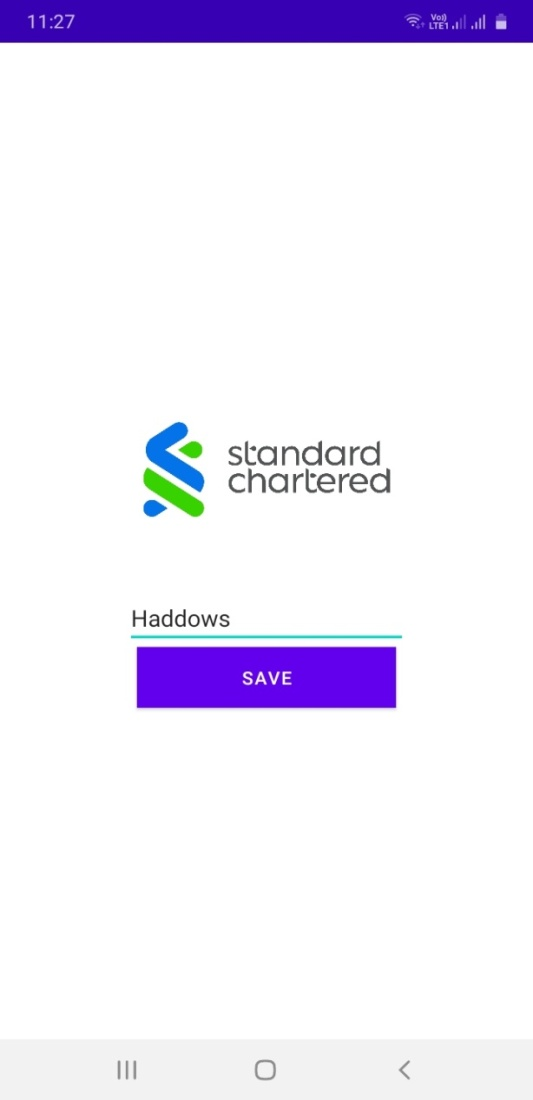 11:27
Vo))
LTE1
standard
chartered
Haddows
SAVE